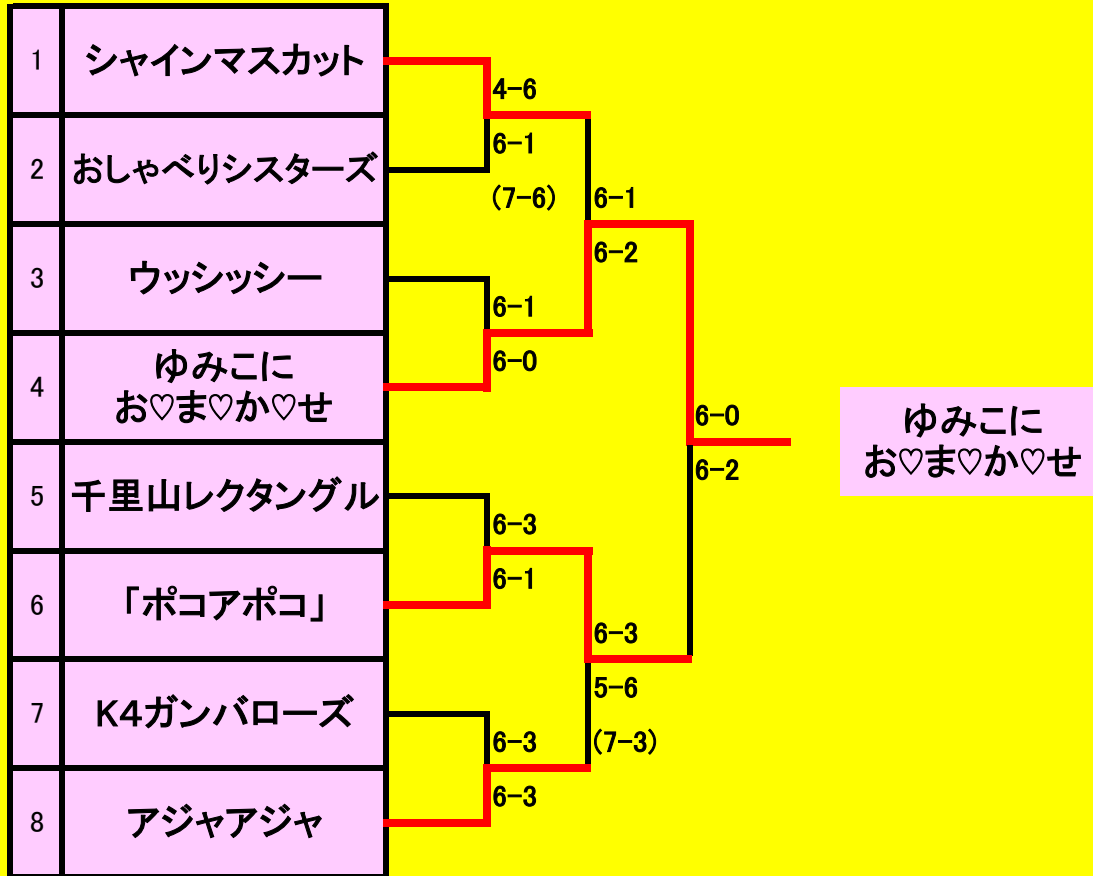 1
シャインマスカット
2
おしゃべりシスターズ
3
ウッシッシー
4
ゆみこに
お♡ま♡か♡せ
5
千里山レクタングル
6
「ポコアポコ」
7
K4ガンバローズ
8
アジャアジャ
4-6
6-1
(7-6)
6-1
6-0
6-3
6-1
6-3
6-3
6-1
6-2
6-3
5-6
(7-3)
6-0
6-2
ゆみこに
お♡ま♡か♡せ